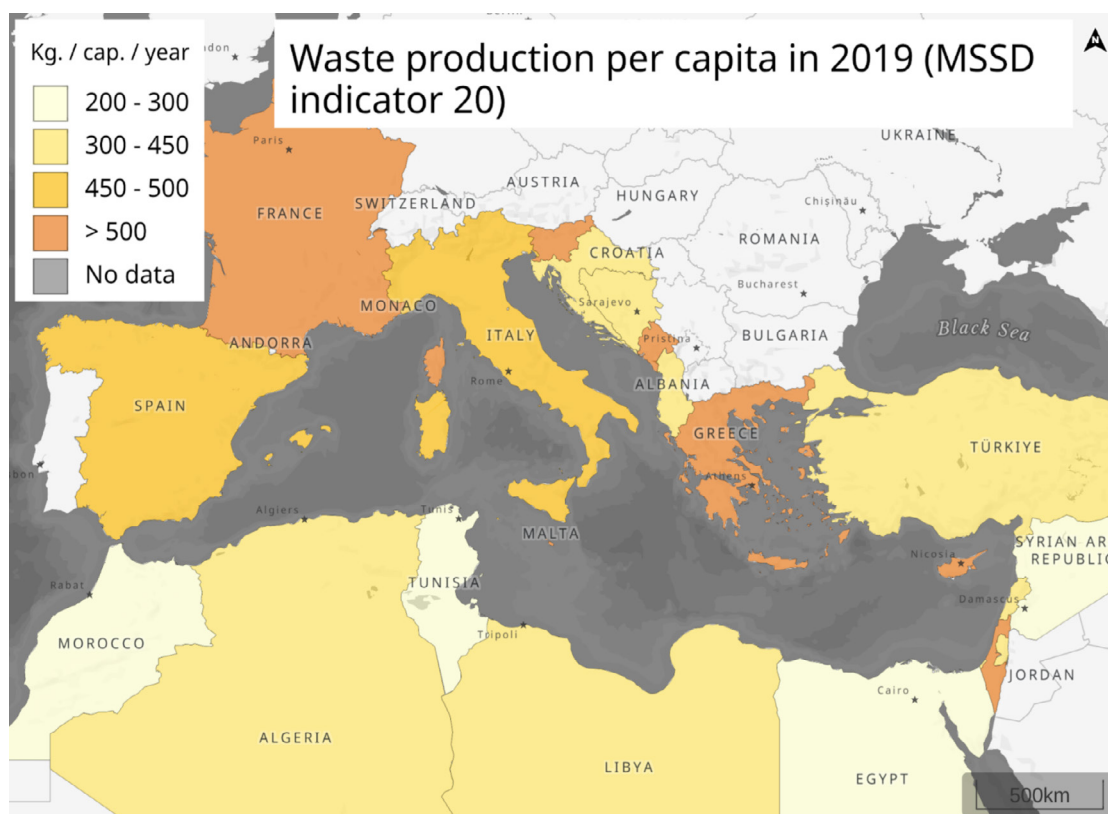 Kg. / cap. / year
200 - 300
300 - 450
450 - 500
> 500
No data
Waste production per capita in 2019 (MSSD
indicator 20)
N
Paris
UKRAINE
AUSTRIA
HUNGARY
SWITZERLAND
Chișinău
FRANCE
ROMANIA
CROATIA
Bucharest
Sarajevo
MONACO
Black Sea
ITALY
BULGARIA
Pristina
ANDORRA
Rome
ALBANIA
SPAIN
GREECE
TÜRKIYE
Athens
Algiers
Tunis
MALTA
SYRIAN AR
REPUBLIC
Nicosia
Rabat
TUNISIA
Damascus
Tripoli
MOROCCO
JORDAN
Cairo
ALGERIA
LIBYA
EGYPT
500km